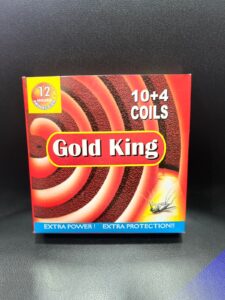 12
10+4
COILS
Gold King
EXTRA POWER! EXTRA PROTECTION!!